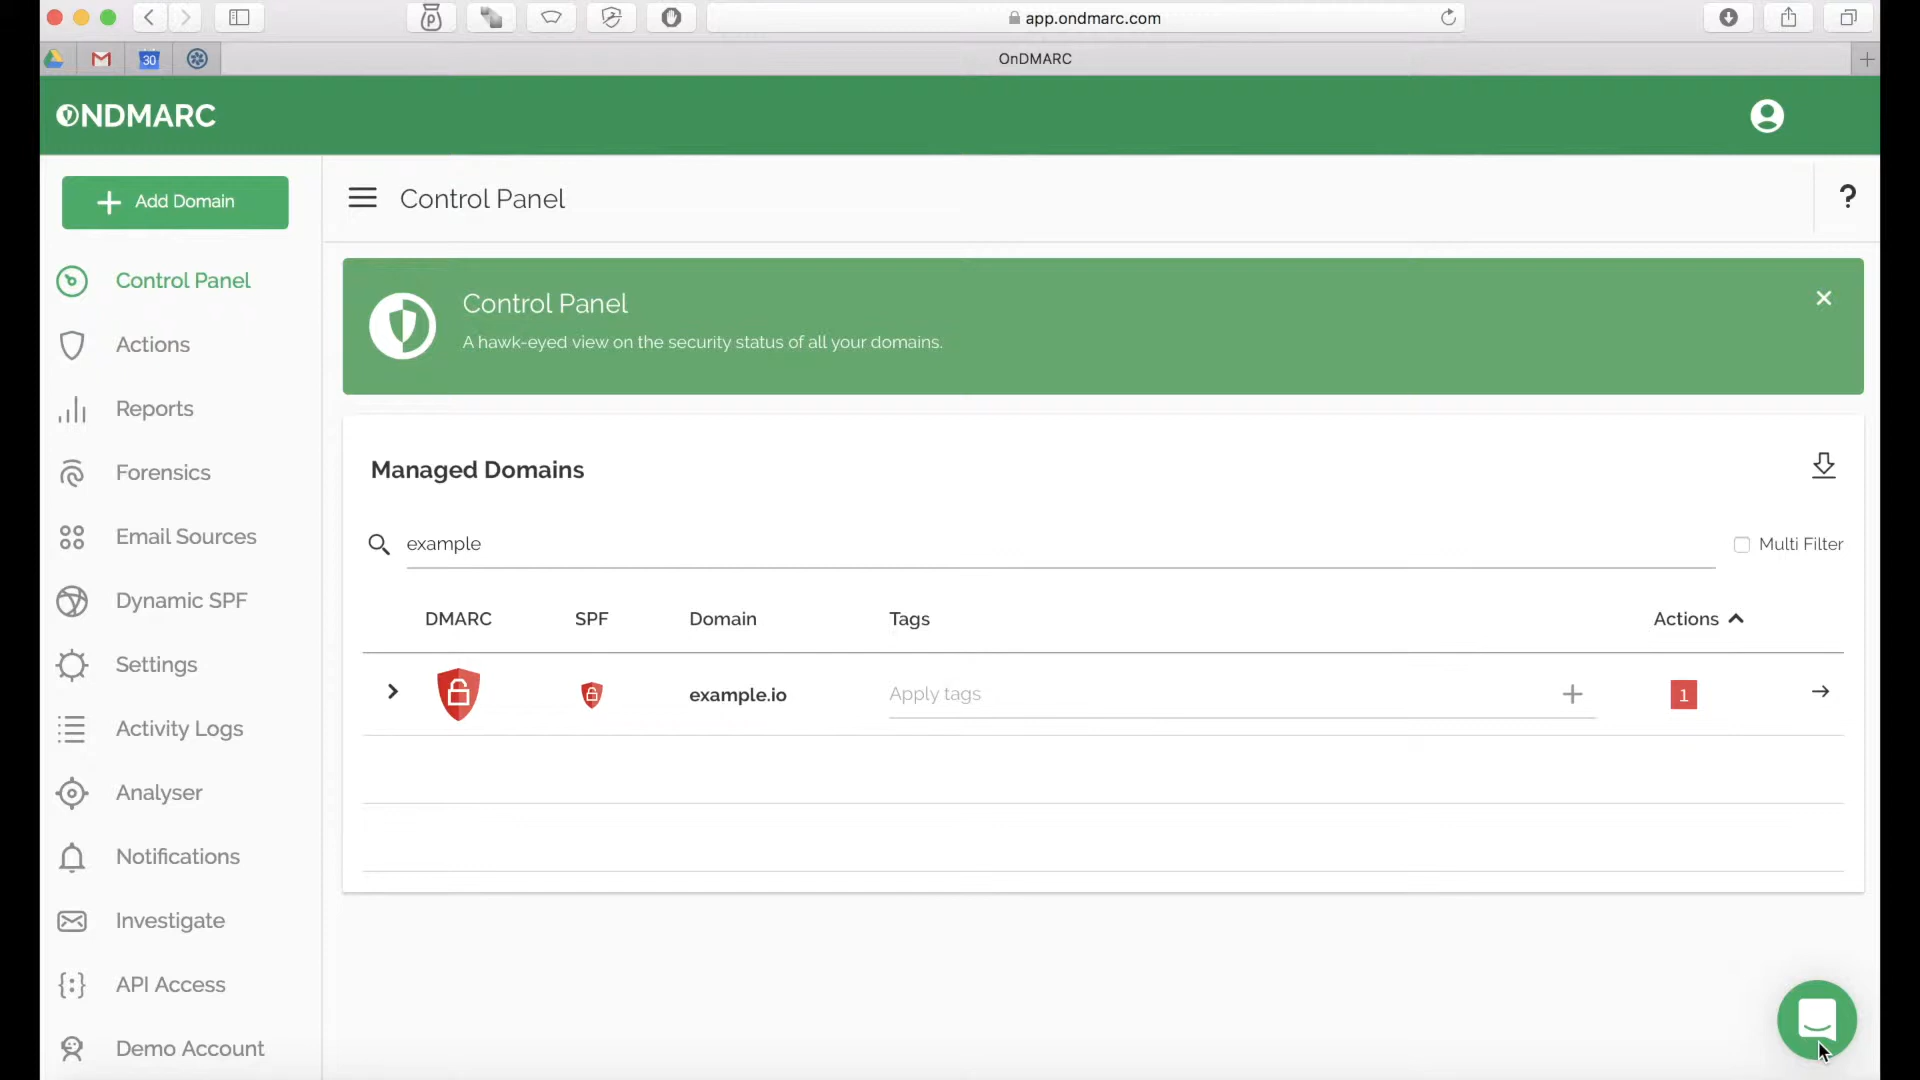 app.ondmarc.com
30
OnDMARC
ONDMARC
Add Domain
Control Panel
?
Control Panel
Actions
Reports
Forensics
Email Sources
Dynamic SPF
Settings
Activity Logs
Analyser
Notifications
Investigate
API Access
Demo Account
Control Panel
A hawk-eyed view on the security status of all your domains.
Managed Domains
example
Multi Filter
DMARC SPF Domain Tags Actions
example.io Apply tags 1